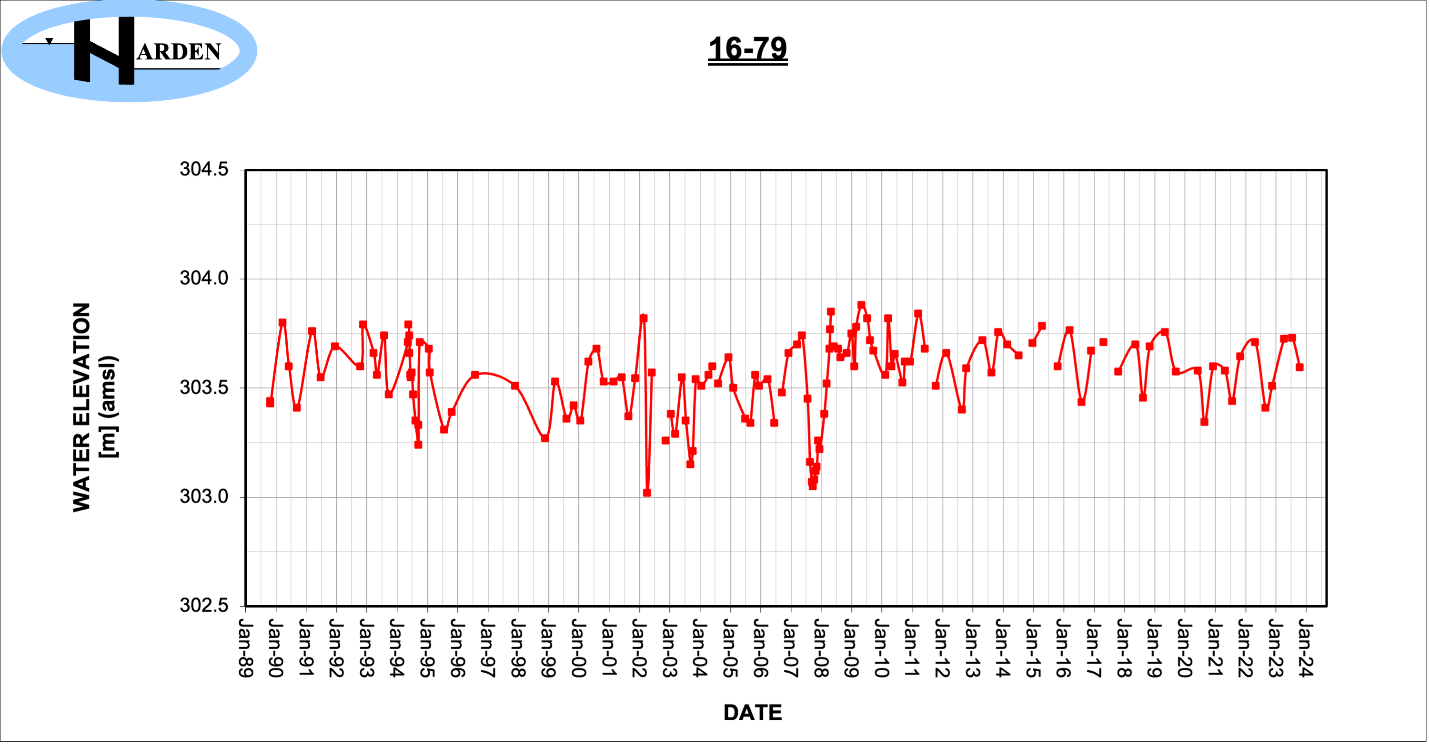 HARDEN
16-79
304.5
304.0
303.5
303.0
302.5
WATER ELEVATION
[m] (amsl)
Jan-89
Jan-90
Jan-91
Jan-92
Jan-93
Jan-94
Jan-95
Jan-96
Jan-97
Jan-98
Jan-99
Jan-00
Jan-01
Jan-02
Jan-03
Jan-04
Jan-05
Jan-06
Jan-07
Jan-08
Jan-09
Jan-10
Jan-11
Jan-12
Jan-13
Jan-14
Jan-15
Jan-16
Jan-17
Jan-18
Jan-19
Jan-20
Jan-21
Jan-22
Jan-23
Jan-24
DATE